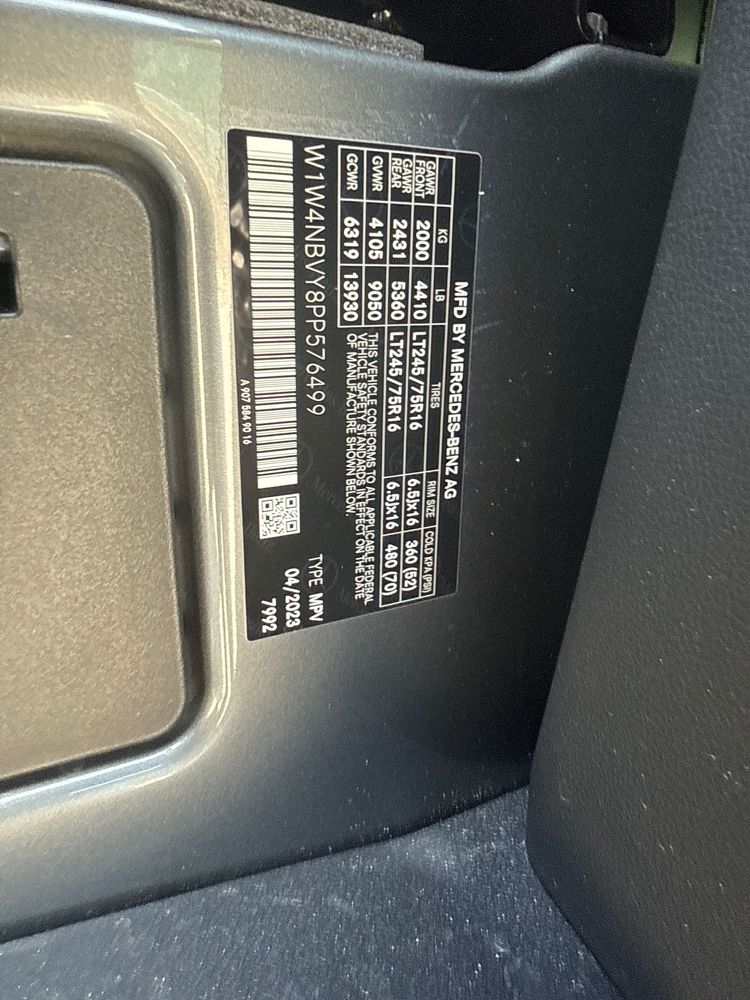 MFD BY MERCEDES-BENZ AG
KG LB TIRES RIM SIZE COLD KPA (PSI)
GAWR FRONT 2000 4410 LT245/75R16 6.5Jx16 360 (52)
GAWR REAR 2431 5360 LT245/75R16 6.5Jx16 480 (70)
GVWR 4105 9050
GCWR 6319 13930
THIS VEHICLE CONFORMS TO ALL APPLICABLE FEDERAL
VEHICLE SAFETY STANDARDS IN EFFECT ON THE DATE
OF MANUFACTURE SHOWN BELOW.
W1W4NBVY8PP576499
TYPE MPV
04/2023
7992
A 907 584 90 16